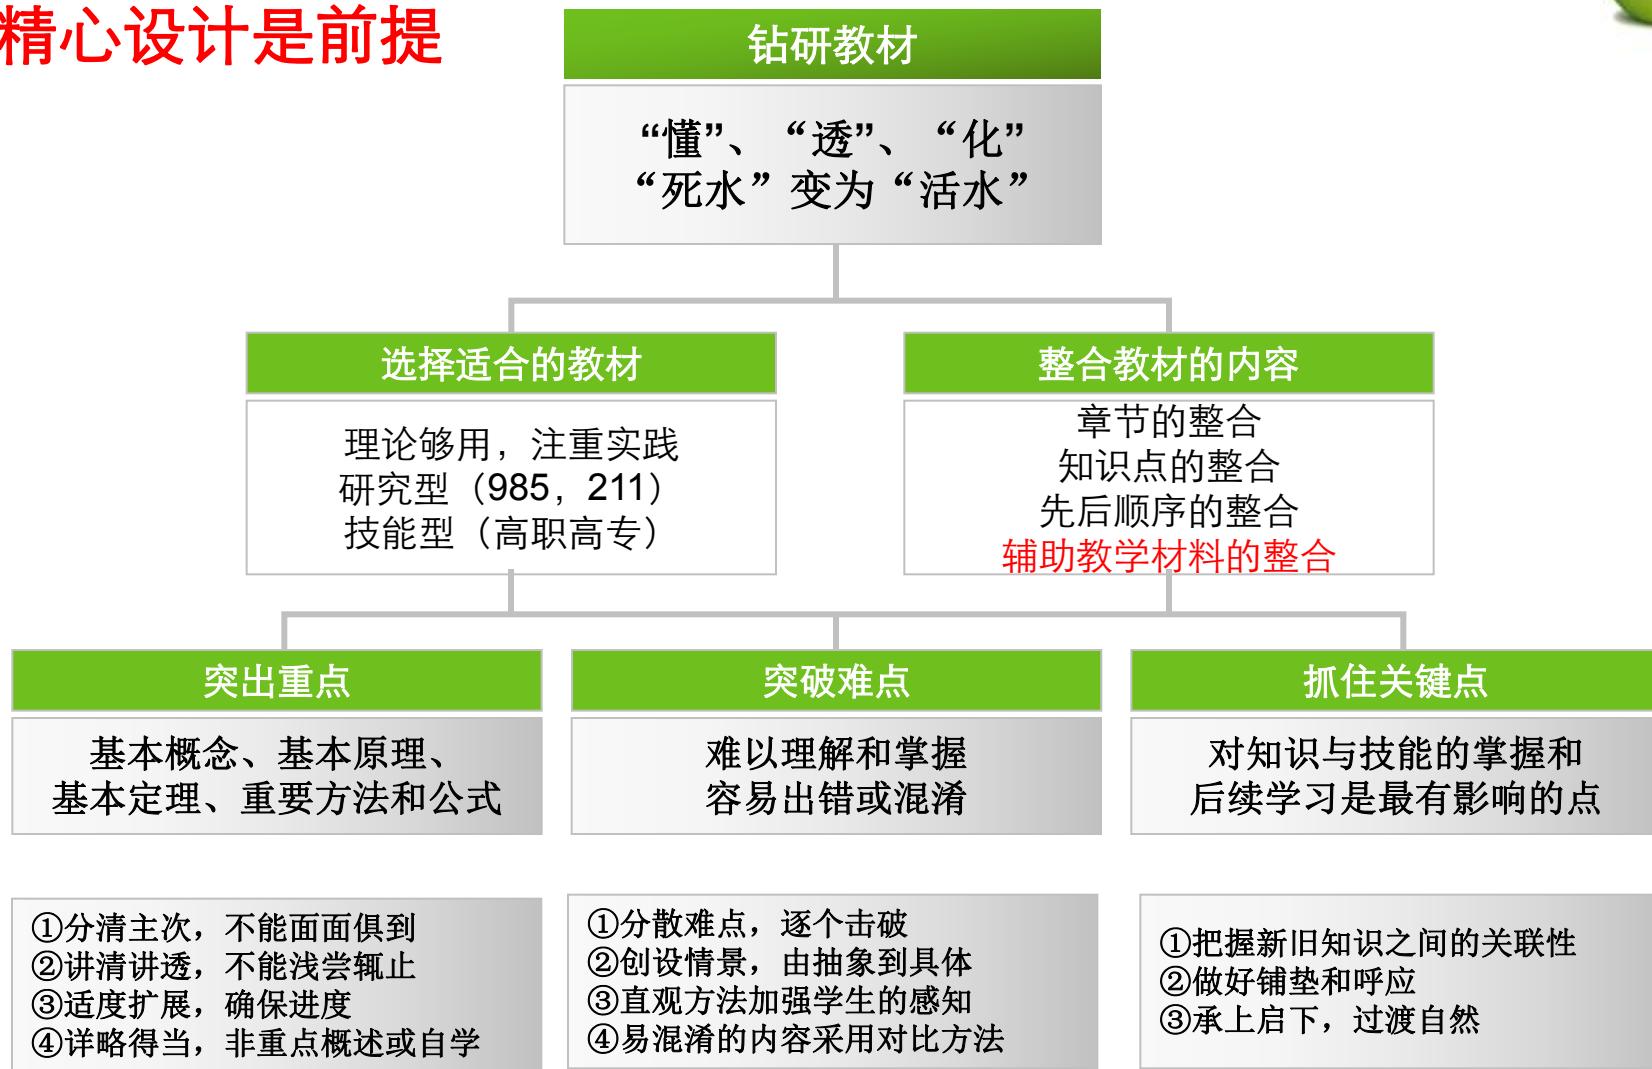 精心设计是前提
钻研教材
“懂”、“透”、“化”
“死水”变为“活水”
选择适合的教材
理论够用，注重实践
研究型（985，211）
技能型（高职高专）
整合教材的内容
章节的整合
知识点的整合
先后顺序的整合
辅助教学材料的整合
突出重点
基本概念、基本原理、
基本定理、重要方法和公式
①分清主次，不能面面俱到
②讲清讲透，不能浅尝辄止
③适度扩展，确保进度
④详略得当，非重点概述或自学
突破难点
难以理解和掌握
容易出错或混淆
①分散难点，逐个击破
②创设情景，由抽象到具体
③直观方法加强学生的感知
④易混淆的内容采用对比方法
抓住关键点
对知识与技能的掌握和
后续学习是最有影响的点
①把握新旧知识之间的关联性
②做好铺垫和呼应
③承上启下，过渡自然